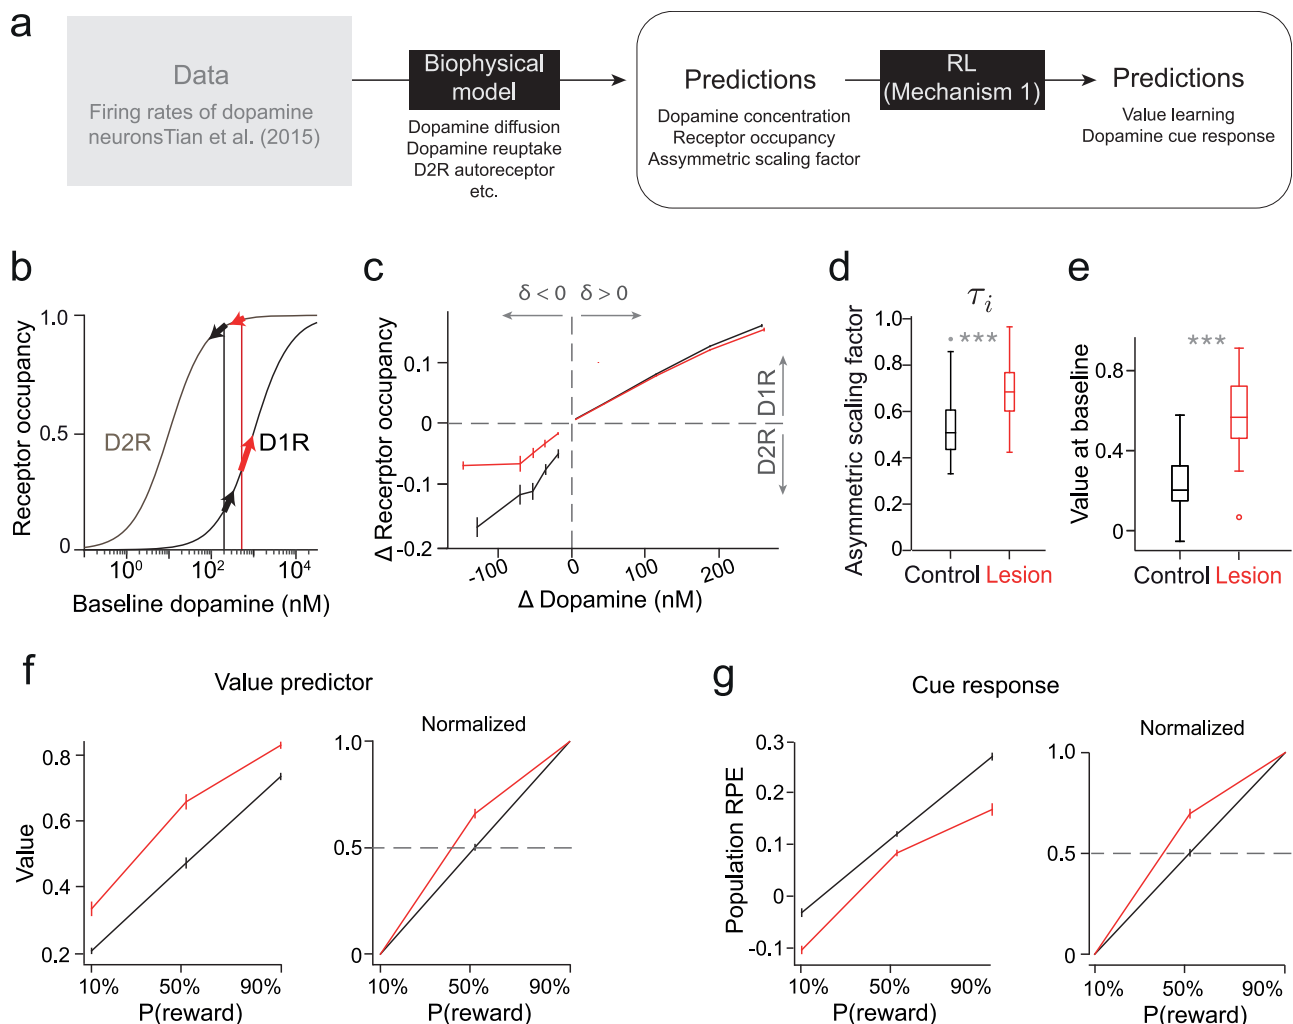 a
Data
Firing rates of dopamine
neuronsTian et al. (2015)
Biophysical
model
Dopamine diffusion
Dopamine reuptake
D2R autoreceptor
etc.
Predictions
Dopamine concentration
Receptor occupancy
Assymmetric scaling factor
RL
(Mechanism 1)
Predictions
Value learning
Dopamine cue response
b
Receptor occupancy
1.0
0.5
0
D2R
D1R
10⁰ 10² 10⁴
Baseline dopamine (nM)
c
δ < 0 δ > 0
Δ Recerptor occupancy
0.1
0
-0.1
-0.2
D1R
D2R
-100 0 100 200
Δ Dopamine (nM)
d
τᵢ
***
Asymmetric scaling factor
1.0
0.8
0.6
0.4
0.2
0
Control Lesion
e
***
Value at baseline
0.8
0.4
0
Control Lesion
f
Value predictor
Value
0.8
0.6
0.4
0.2
10% 50% 90%
P(reward)
Normalized
1.0
0.5
0
10% 50% 90%
P(reward)
g
Cue response
Population RPE
0.3
0.2
0.1
0
-0.1
10% 50% 90%
P(reward)
Normalized
1.0
0.5
0
10% 50% 90%
P(reward)